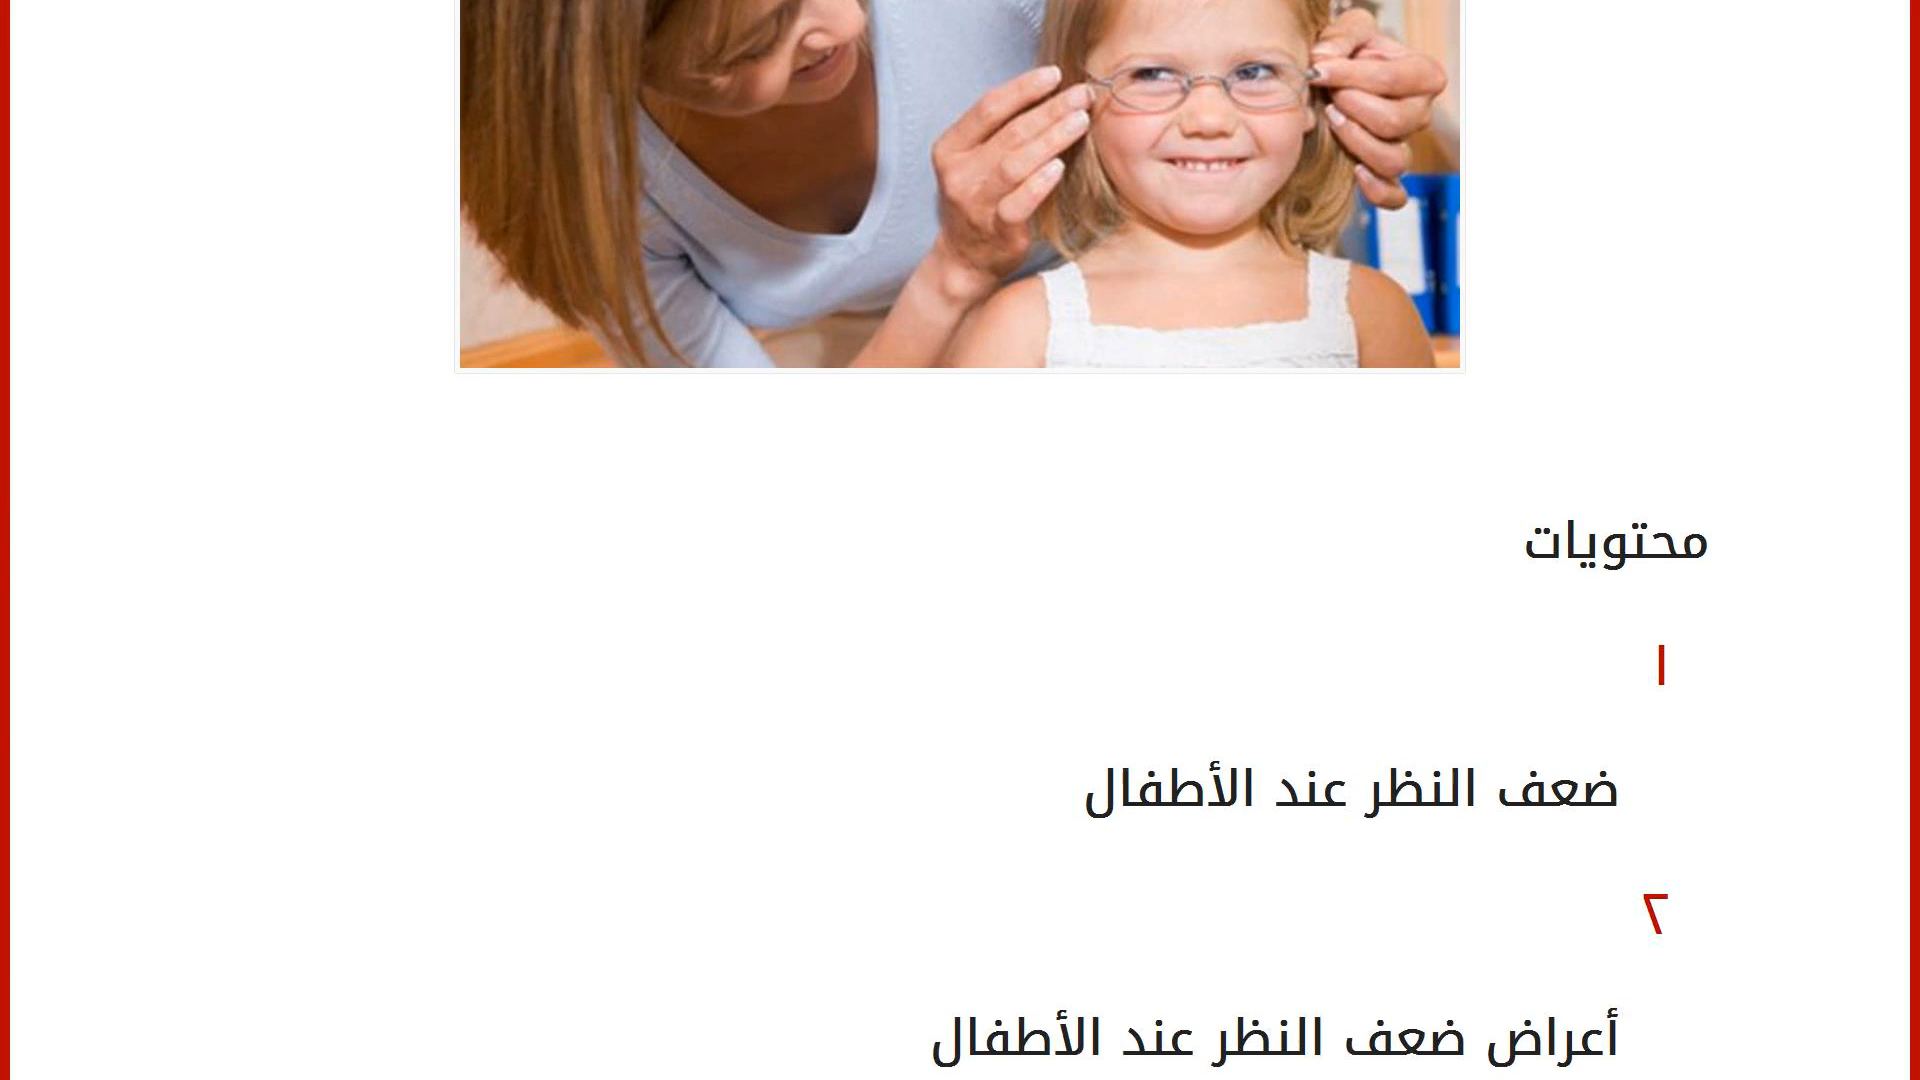 محتويات
١
ضعف النظر عند الأطفال
٢
أعراض ضعف النظر عند الأطفال